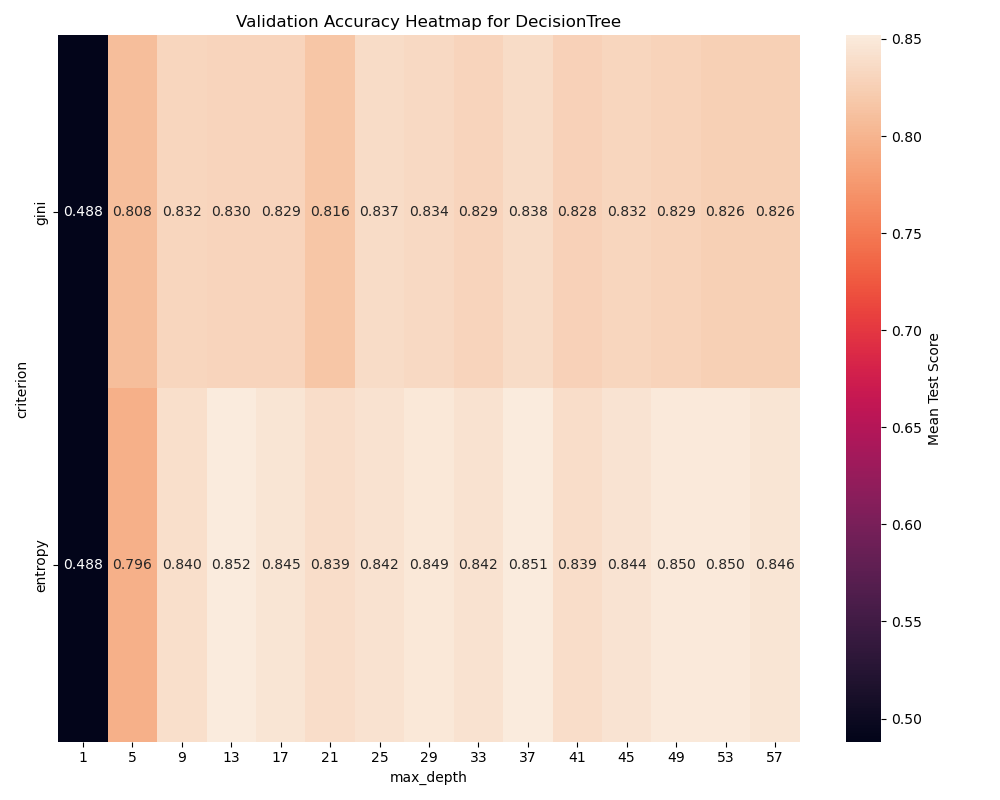 Validation Accuracy Heatmap for DecisionTree
gini
0.488 0.808 0.832 0.830 0.829 0.816 0.837 0.834 0.829 0.838 0.828 0.832 0.829 0.826 0.826
criterion
entropy
0.488 0.796 0.840 0.852 0.845 0.839 0.842 0.849 0.842 0.851 0.839 0.844 0.850 0.850 0.846
1 5 9 13 17 21 25 29 33 37 41 45 49 53 57
max_depth
0.85
0.80
0.75
0.70
0.65
0.60
0.55
0.50
Mean Test Score